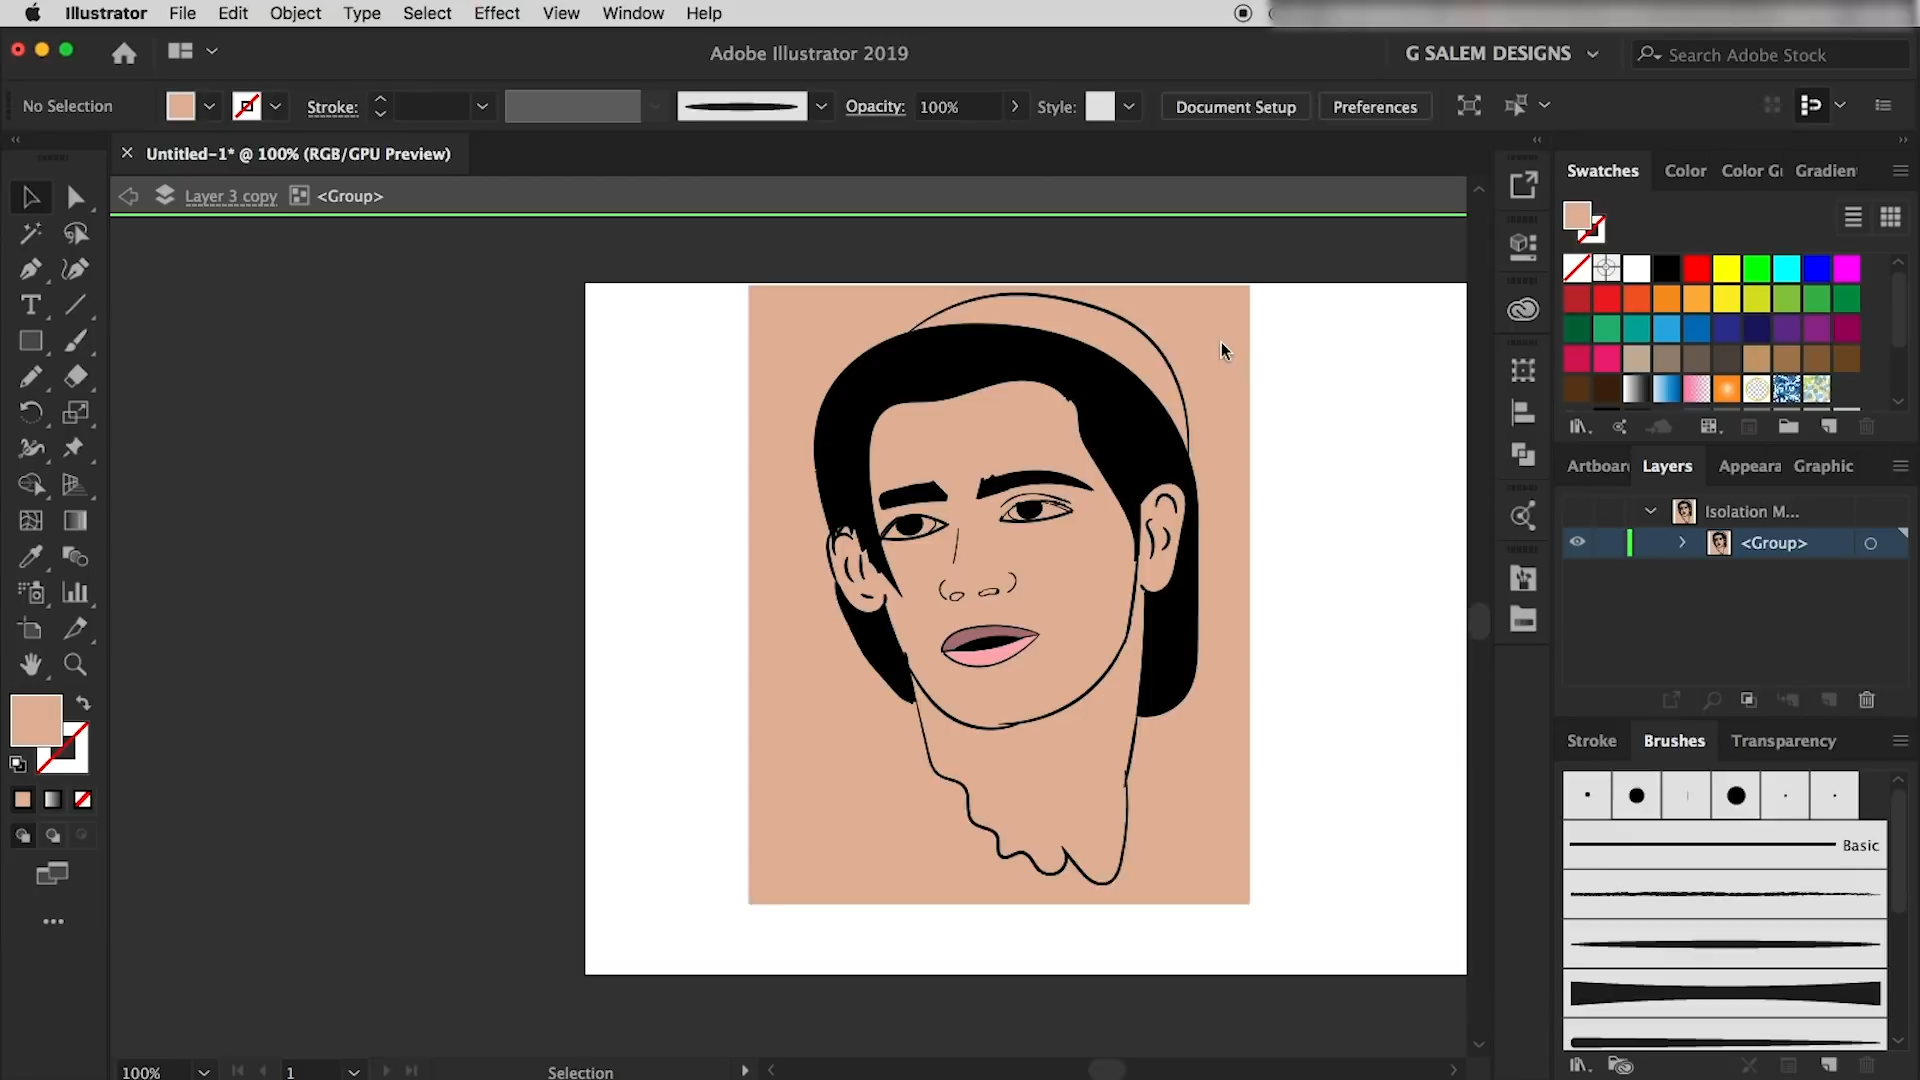 Illustrator File Edit Object Type Select Effect View Window Help
Adobe Illustrator 2019
G SALEM DESIGNS
Search Adobe Stock
No Selection
Stroke:
Opacity: 100%
Style:
Document Setup
Preferences
Untitled-1* @ 100% (RGB/GPU Preview)
Layer 3 copy <Group>
Swatches Color Color G Gradien
Artboar Layers Appeara Graphic
Isolation M...
<Group>
Stroke Brushes Transparency
Basic
100% 1 Selection